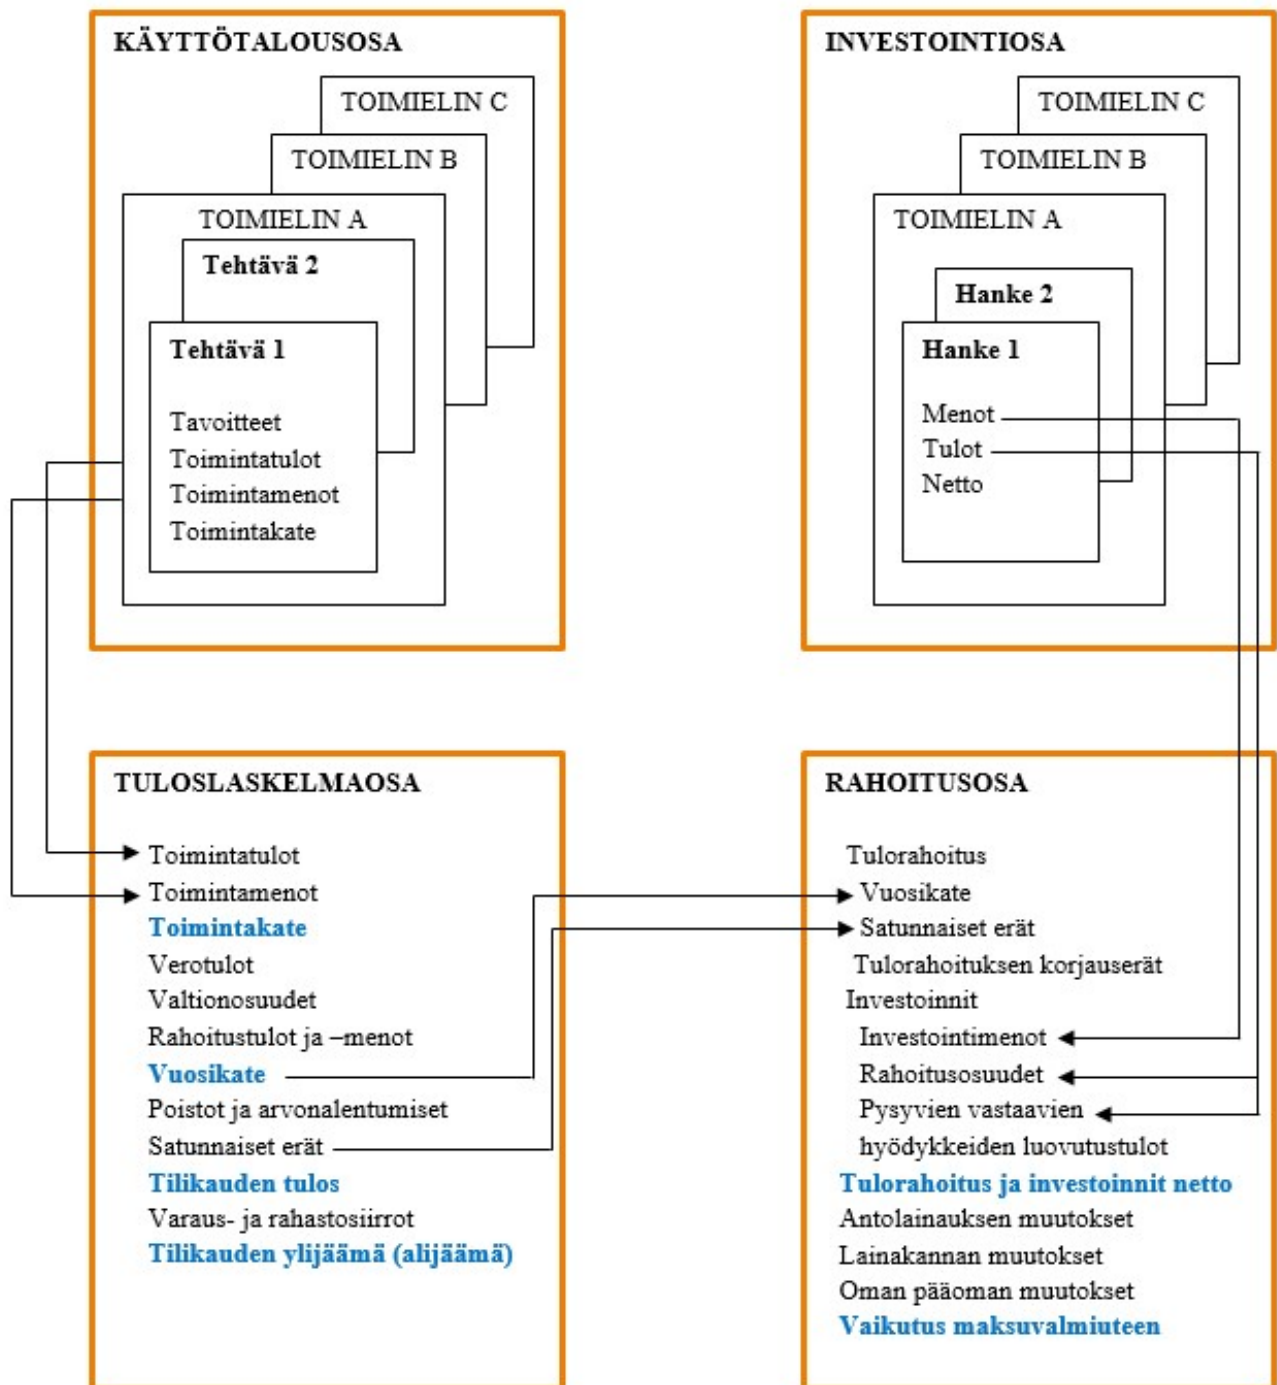 KÄYTTÖTALOUSOSA
TOIMIELIN C
TOIMIELIN B
TOIMIELIN A
Tehtävä 2
Tehtävä 1
Tavoitteet
Toimintatulot
Toimintamenot
Toimintakate
INVESTOINTIOSA
TOIMIELIN C
TOIMIELIN B
TOIMIELIN A
Hanke 2
Hanke 1
Menot
Tulot
Netto
TULOSLASKELMAOSA
Toimintatulot
Toimintamenot
Toimintakate
Verotulot
Valtionosuudet
Rahoitustulot ja –menot
Vuosikate
Poistot ja arvonalentumiset
Satunnaiset erät
Tilikauden tulos
Varaus- ja rahastosiirrot
Tilikauden ylijäämä (alijäämä)
RAHOITUSOSA
Tulorahoitus
Vuosikate
Satunnaiset erät
Tulorahoituksen korjauserät
Investoinnit
Investointimenot
Rahoitusosuudet
Pysyvien vastaavien
hyödykkeiden luovutustulot
Tulorahoitus ja investoinnit netto
Antolainauksen muutokset
Lainakannan muutokset
Oman pääoman muutokset
Vaikutus maksuvalmiuteen